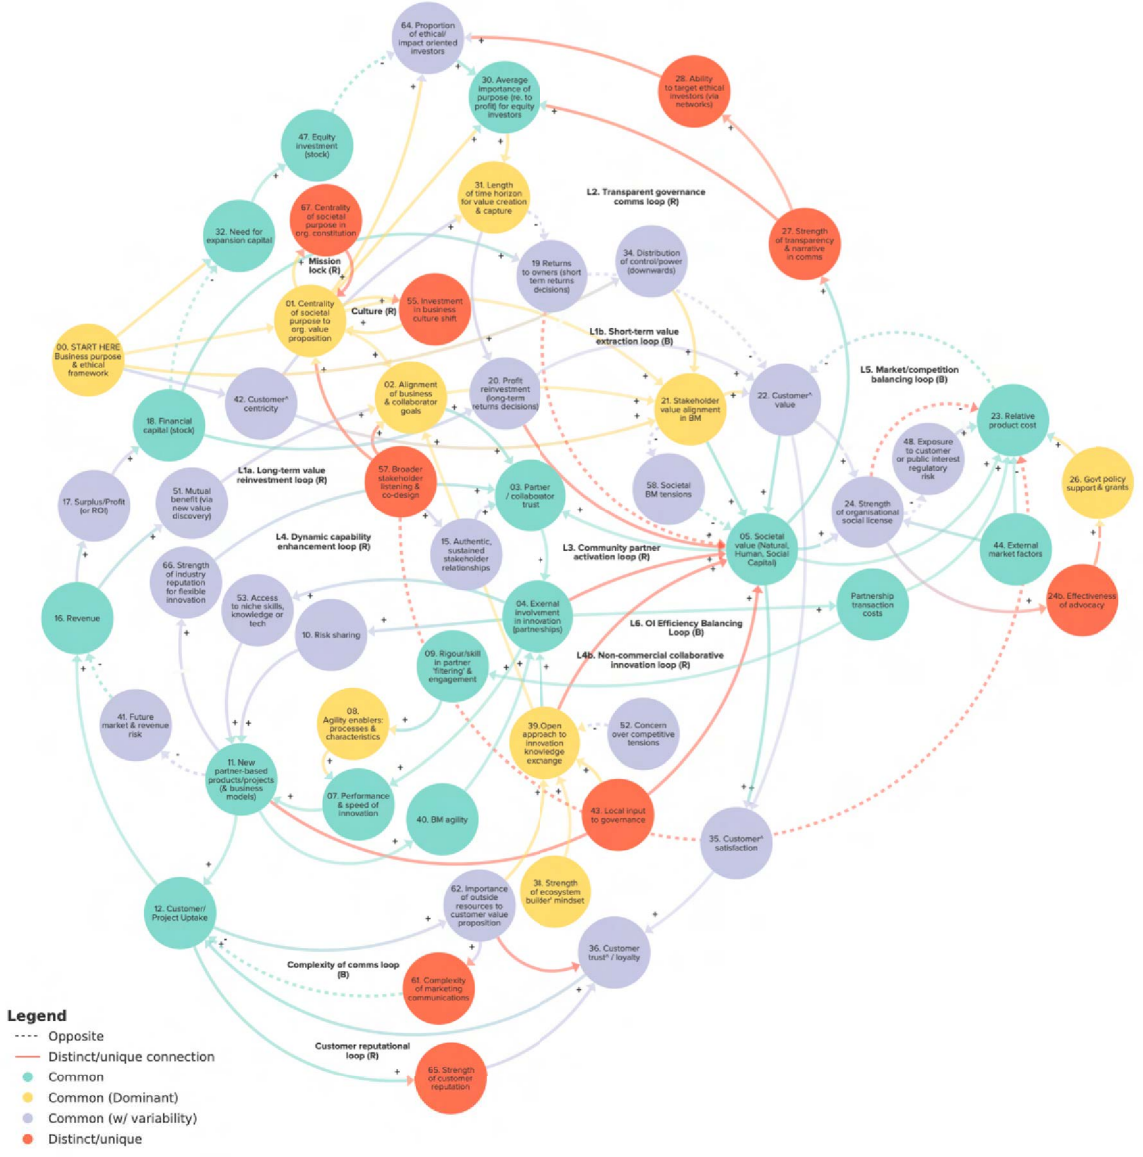 64. Proportion
of ethical/
impact oriented
investors
30. Average
importance of
purpose (re. to
profit) for equity
investors
28. Ability
to target ethical
investors (via
networks)
47. Equity
investment
(stock)
31. Length
of time horizon
for value creation
& capture
L2. Transparent governance
comms loop (R)
67. Centrality
of societal
purpose in
org. constitution
32. Need for
expansion capital
27. Strength
of transparency
& narrative
in comms
34. Distribution
of control/power
(downwards)
19 Returns
to owners (short
term returns
decisions)
Mission
lock (R)
01. Centrality
of societal
purpose to
org. value
proposition
Culture (R)
55. Investment
in business
culture shift
L1b. Short-term value
extraction loop (B)
00. START HERE
Business purpose
& ethical
framework
L5. Market/competition
balancing loop (B)
42. Customer^
centricity
02. Alignment
of business
& collaborator
goals
20. Profit
reinvestment
(long-term
returns decisions)
21. Stakeholder
value alignment
in BM
22. Customer^
value
23. Relative
product cost
18. Financial
capital (stock)
48. Exposure
to customer
or public interest
regulatory
risk
26. Govt policy
support & grants
L1a. Long-term value
reinvestment loop (R)
57. Broader
stakeholder
listening &
co-design
58. Societal
BM tensions
17. Surplus/Profit
(or ROI)
51. Mutual
benefit (via
new value
discovery)
03. Partner
/ collaborator
trust
24. Strength
of organisational
social license
L4. Dynamic capability
enhancement loop (R)
15. Authentic,
sustained
stakeholder
relationships
L3. Community partner
activation loop (R)
05. Societal
value (Natural,
Human, Social
Capital)
44. External
market factors
66. Strength
of industry
reputation
for flexible
innovation
53. Access
to niche skills,
knowledge or
tech
16. Revenue
10. Risk sharing
04. Exernal
involvment
in innovation
(partnerships)
Partnership
transaction
costs
24b. Effectiveness
of advocacy
L6. OI Efficiency Balancing
Loop (B)
L4b. Non-commercial collaborative
innovation loop (R)
09. Rigour/skill
in partner
'filtering' &
engagement
41. Future
market & revenue
risk
08.
Agility enablers:
processes &
characteristics
39.Open
approach to
innovation
knowledge
exchange
52. Concern
over competitive
tensions
11. New
partner-based
products/projects
(& business
models)
07. Performance
& speed of
innovation
40. BM agility
43. Local input
to governance
35. Customer^
satisfaction
12. Customer/
Project Uptake
62. Importance
of outside
resources to
customer value
proposition
31. Strength
of ecosystem
builder' mindset
36. Customer
trust^ / loyalty
Complexity of comms loop
(B)
61. Complexity
of marketing
communications
Customer reputational
loop (R)
65. Strength
of customer
reputation
Legend
Opposite
Distinct/unique connection
Common
Common (Dominant)
Common (w/ variability)
Distinct/unique